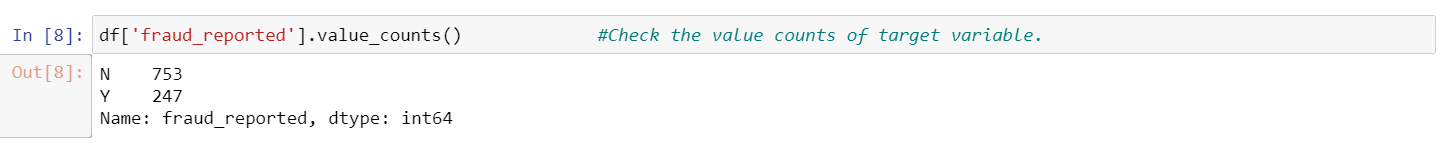 In [8]: df['fraud_reported'].value_counts() #Check the value counts of target variable.
Out[8]: N 753
Y 247
Name: fraud_reported, dtype: int64